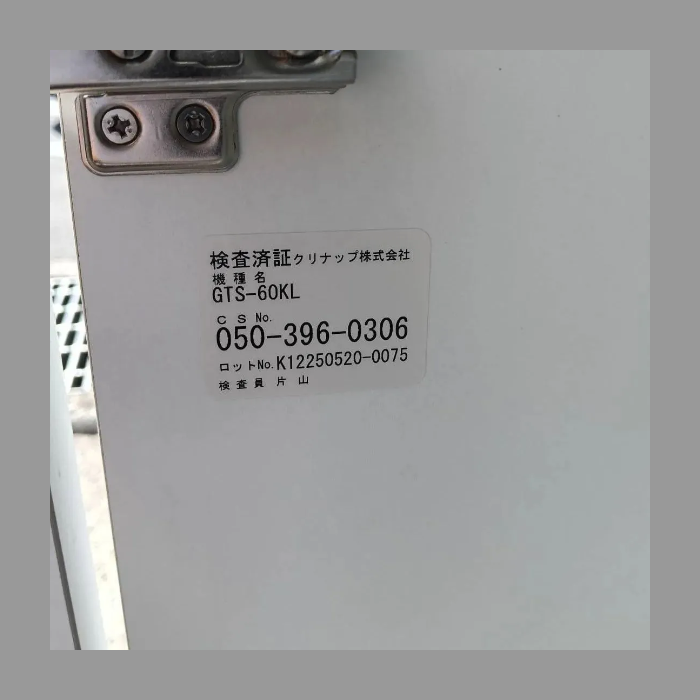 検査済証クリナップ株式会社
機種名
GTS-60KL
CS No.
050-396-0306
ロットNo.K12250520-0075
検査員 片山